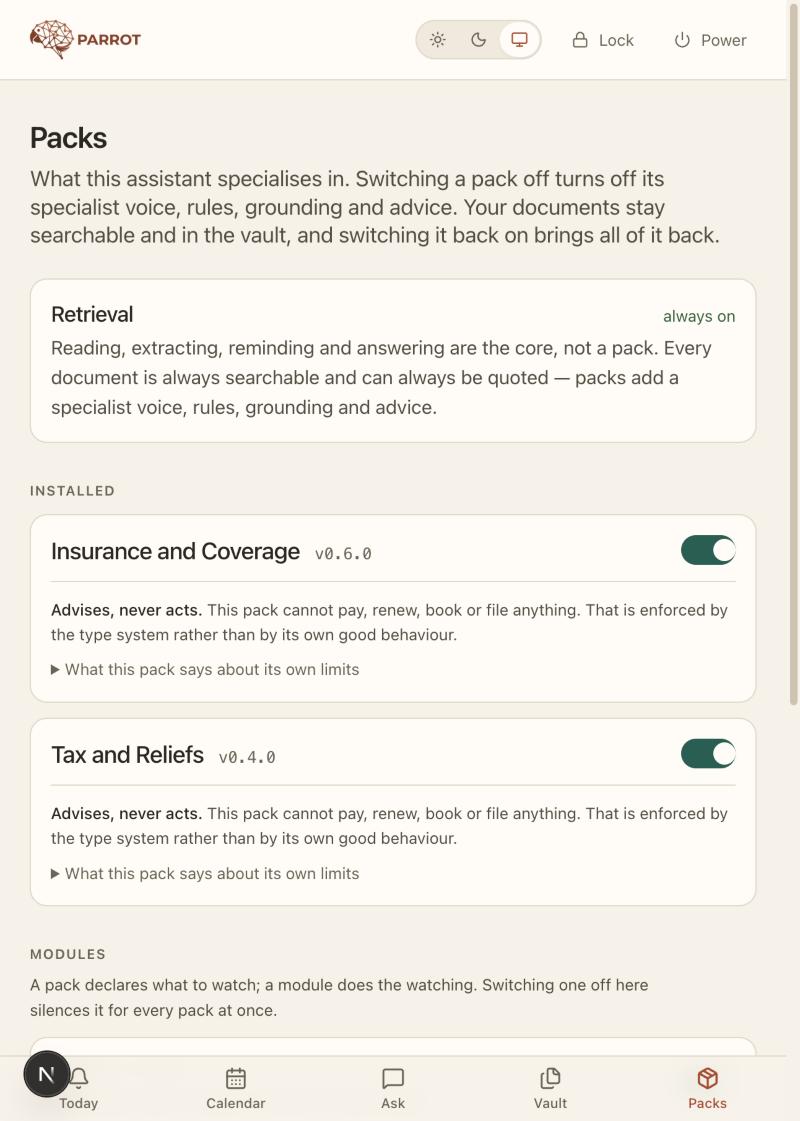 PARROT
Lock
Power
Packs
What this assistant specialises in. Switching a pack off turns off its
specialist voice, rules, grounding and advice. Your documents stay
searchable and in the vault, and switching it back on brings all of it back.
Retrieval
always on
Reading, extracting, reminding and answering are the core, not a pack. Every
document is always searchable and can always be quoted — packs add a
specialist voice, rules, grounding and advice.
INSTALLED
Insurance and Coverage v0.6.0
Advises, never acts. This pack cannot pay, renew, book or file anything. That is enforced by
the type system rather than by its own good behaviour.
What this pack says about its own limits
Tax and Reliefs v0.4.0
Advises, never acts. This pack cannot pay, renew, book or file anything. That is enforced by
the type system rather than by its own good behaviour.
What this pack says about its own limits
MODULES
A pack declares what to watch; a module does the watching. Switching one off here
silences it for every pack at once.
N
Today
Calendar
Ask
Vault
Packs